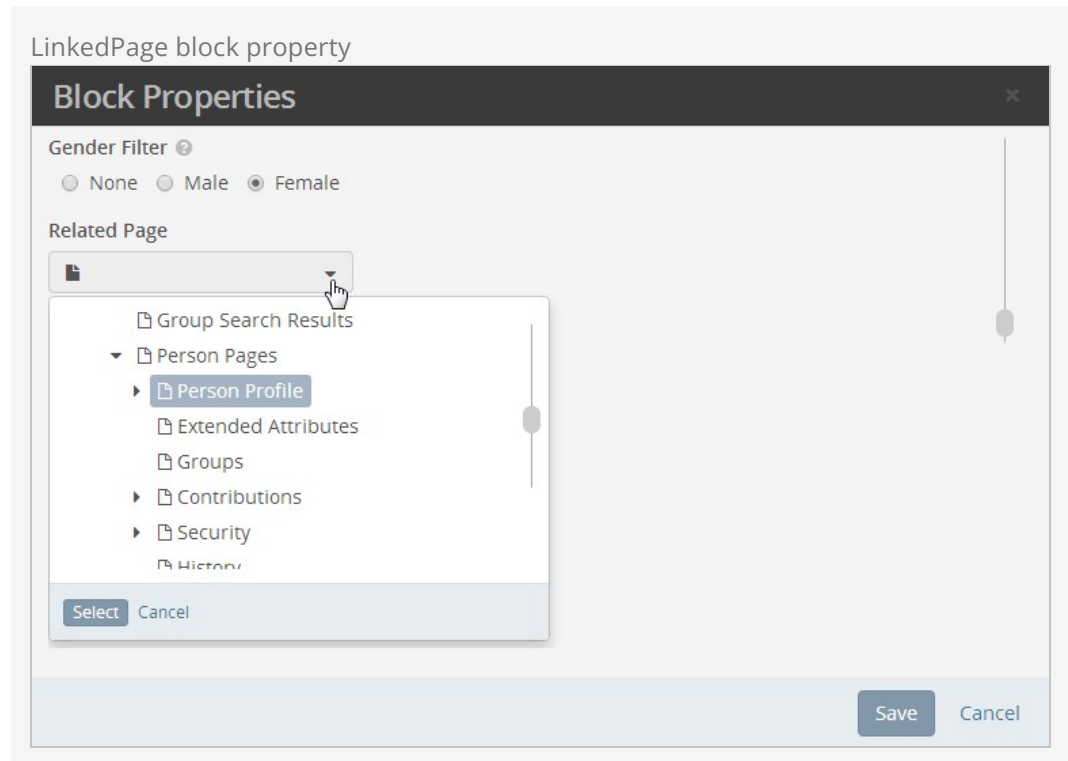 LinkedPage block property
Block Properties ×
Gender Filter ?
None Male Female
Related Page
Group Search Results
Person Pages
Person Profile
Extended Attributes
Groups
Contributions
Security
History
Select Cancel
Save Cancel